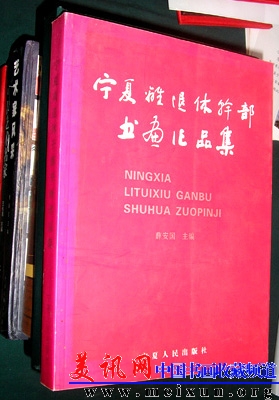 宁夏離退休幹部
书画作品集
NINGXIA
LITUIXIU GANBU
SHUHUA ZUOPINJI
薛安国 主编
夏人民出版社
美讯网 中国书画收藏频道
www.meixun.org